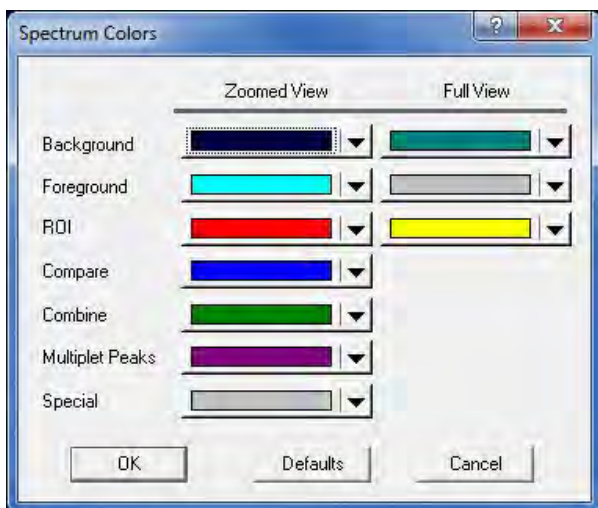 Spectrum Colors
Zoomed View Full View
Background
Foreground
ROI
Compare
Combine
Multiplet Peaks
Special
OK Defaults Cancel